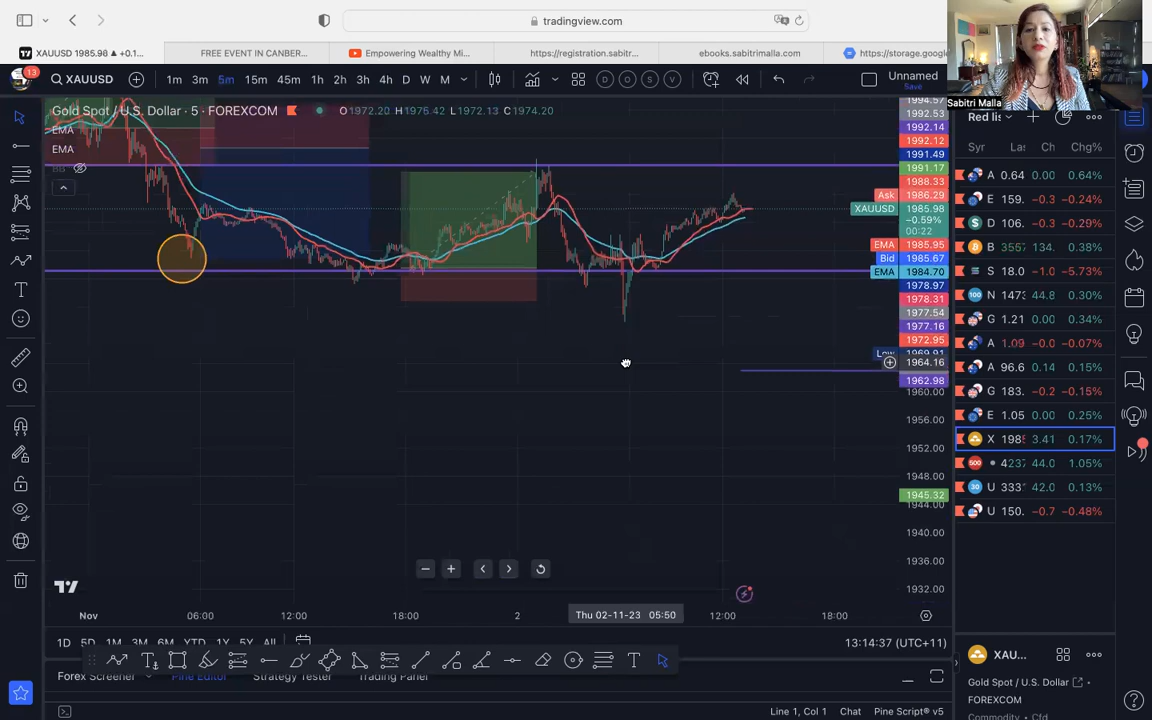 tradingview.com
XAUUSD 1985.96 ▲ +0.1...
FREE EVENT IN CANBER...
Empowering Wealthy Mi...
https://registration.sabitr...
ebooks.sabitrimalla.com
https://storage.google
Sabitri Malla
13
XAUUSD
1m 3m 5m 15m 45m 1h 2h 3h 4h D W M
D O S V
Unnamed
Save
Gold Spot / U.S. Dollar · 5 · FOREXCOM
O1972.20 H1975.42 L1972.13 C1974.20
EMA
EMA
BB
1994.57
1992.53
1992.14
1992.12
1991.49
1991.17
1988.33
Ask 1986.29
XAUUSD 1985.98
−0.59%
00:22
EMA 1985.95
Bid 1985.67
EMA 1984.70
1978.97
1978.31
1977.54
1977.16
1972.95
Low 1969.91
1964.16
1962.98
1960.00
1956.00
1952.00
1948.00
1945.32
1944.00
1940.00
1936.00
1932.00
Red lis
Syr Las Ch Chg%
A 0.64 0.00 0.64%
E 159. −0.3 −0.24%
D 106. −0.3 −0.29%
B 3557 134. 0.38%
S 18.0 −1.0 −5.73%
N 1473 44.8 0.30%
G 1.21 0.00 0.34%
A 1.09 −0.0 −0.07%
A 96.6 0.14 0.15%
G 183. −0.2 −0.15%
E 1.05 0.00 0.25%
X 198 3.41 0.17%
500 4237 44.0 1.05%
30 U 333 42.0 0.13%
U 150. −0.7 −0.48%
Nov 06:00 12:00 18:00 2 Thu 02-11-23 05:50 12:00 18:00
1D 5D 1M 3M 6M YTD 1Y 5Y All
13:14:37 (UTC+11)
Forex Screener Pine Editor Strategy Tester Trading Panel
Line 1, Col 1 Chat Pine Script® v5
XAU...
Gold Spot / U.S. Dollar
FOREXCOM
Commodity Cfd